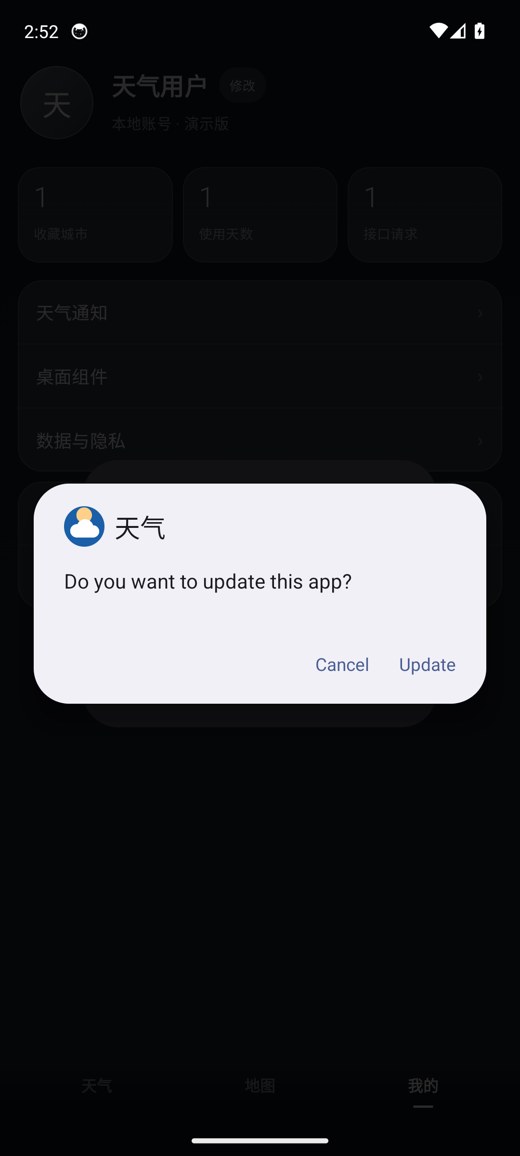 2:52
天
天气用户
修改
本地账号 · 演示版
1
1
1
收藏城市
使用天数
接口请求
天气通知
桌面组件
数据与隐私
天气
Do you want to update this app?
Cancel
Update
天气
地图
我的